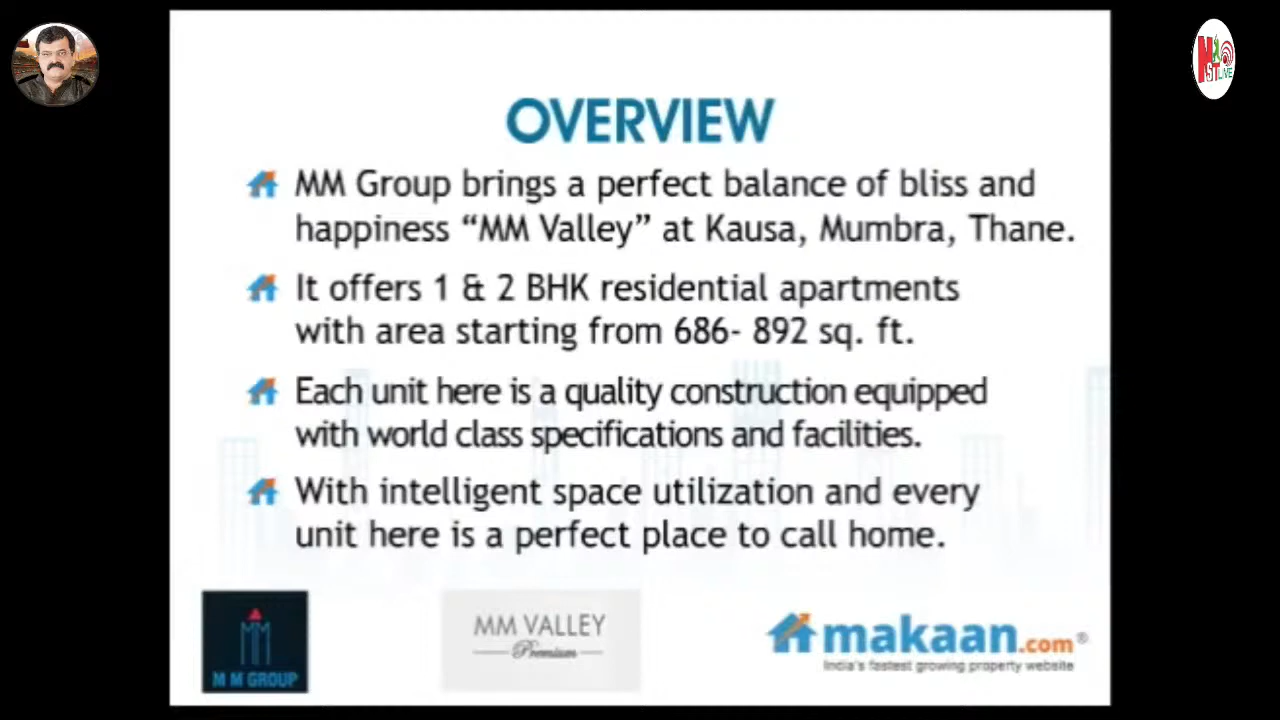 OVERVIEW
MM Group brings a perfect balance of bliss and
happiness “MM Valley” at Kausa, Mumbra, Thane.
It offers 1 & 2 BHK residential apartments
with area starting from 686- 892 sq. ft.
Each unit here is a quality construction equipped
with world class specifications and facilities.
With intelligent space utilization and every
unit here is a perfect place to call home.
MM
M M GROUP
MM VALLEY
Premium
makaan.com®
India's fastest growing property website